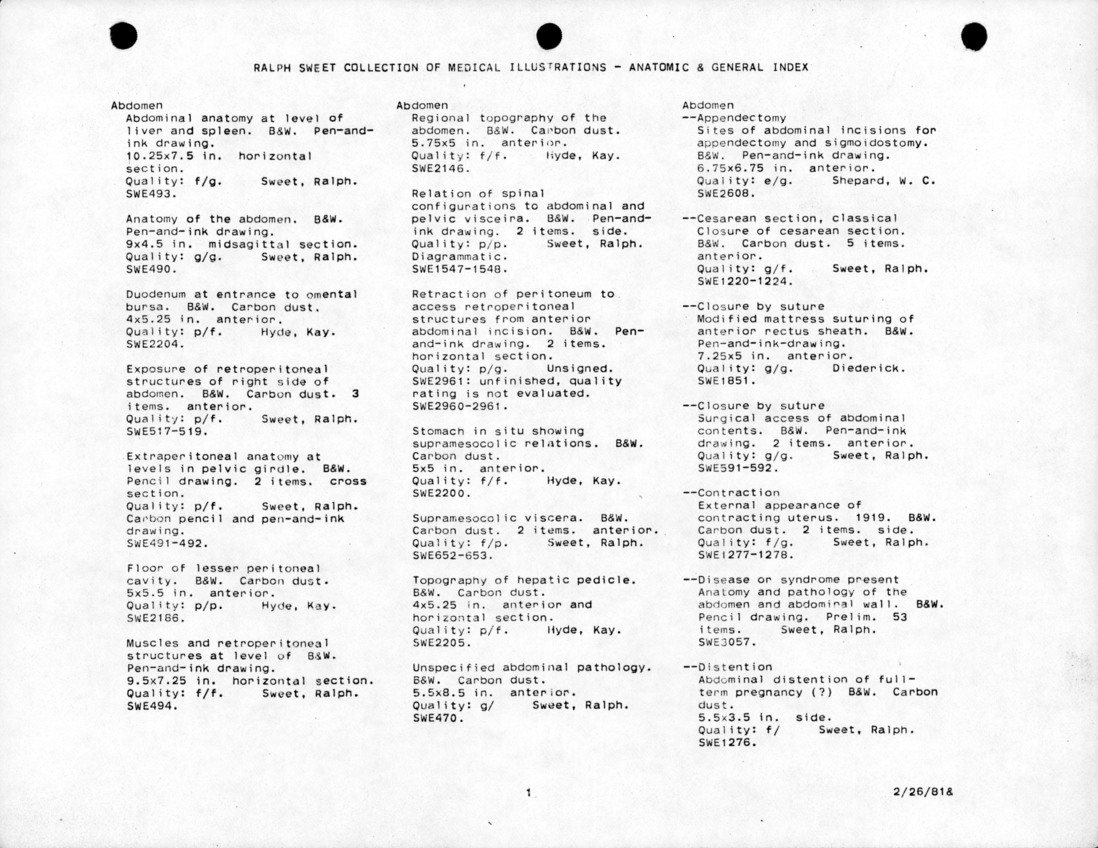 RALPH SWEET COLLECTION OF MEDICAL ILLUSTRATIONS - ANATOMIC & GENERAL INDEX
Abdomen
Abdominal anatomy at level of
liver and spleen. B&W. Pen-and-
ink drawing.
10.25x7.5 in. horizontal
section.
Quality: f/g. Sweet, Ralph.
SWE493.
Anatomy of the abdomen. B&W.
Pen-and-ink drawing.
9x4.5 in. midsagittal section.
Quality: g/g. Sweet, Ralph.
SWE490.
Duodenum at entrance to omental
bursa. B&W. Carbon dust.
4x5.25 in. anterior.
Quality: p/f. Hyde, Kay.
SWE2204.
Exposure of retroperitoneal
structures of right side of
abdomen. B&W. Carbon dust. 3
items. anterior.
Quality: p/f. Sweet, Ralph.
SWE517-519.
Extraperitoneal anatomy at
levels in pelvic girdle. B&W.
Pencil drawing. 2 items. cross
section.
Quality: p/f. Sweet, Ralph.
Carbon pencil and pen-and-ink
drawing.
SWE491-492.
Floor of lesser peritoneal
cavity. B&W. Carbon dust.
5x5.5 in. anterior.
Quality: p/p. Hyde, Kay.
SWE2186.
Muscles and retroperitoneal
structures at level of B&W.
Pen-and-ink drawing.
9.5x7.25 in. horizontal section.
Quality: f/f. Sweet, Ralph.
SWE494.
Abdomen
Regional topography of the
abdomen. B&W. Carbon dust.
5.75x5 in. anterior.
Quality: f/f. Hyde, Kay.
SWE2146.
Relation of spinal
configurations to abdominal and
pelvic visceira. B&W. Pen-and-
ink drawing. 2 items. side.
Quality: p/p. Sweet, Ralph.
Diagrammatic.
SWE1547-1548.
Retraction of peritoneum to
access retroperitoneal
structures from anterior
abdominal incision. B&W. Pen-
and-ink drawing. 2 items.
horizontal section.
Quality: p/g. Unsigned.
SWE2961: unfinished, quality
rating is not evaluated.
SWE2960-2961.
Stomach in situ showing
supramesocolic relations. B&W.
Carbon dust.
5x5 in. anterior.
Quality: f/f. Hyde, Kay.
SWE2200.
Supramesocolic viscera. B&W.
Carbon dust. 2 items. anterior.
Quality: f/p. Sweet, Ralph.
SWE652-653.
Topography of hepatic pedicle.
B&W. Carbon dust.
4x5.25 in. anterior and
horizontal section.
Quality: p/f. Hyde, Kay.
SWE2205.
Unspecified abdominal pathology.
B&W. Carbon dust.
5.5x8.5 in. anterior.
Quality: g/ Sweet, Ralph.
SWE470.
Abdomen
--Appendectomy
Sites of abdominal incisions for
appendectomy and sigmoidostomy.
B&W. Pen-and-ink drawing.
6.75x6.75 in. anterior.
Quality: e/g. Shepard, W. C.
SWE2608.
--Cesarean section, classical
Closure of cesarean section.
B&W. Carbon dust. 5 items.
anterior.
Quality: g/f. Sweet, Ralph.
SWE1220-1224.
--Closure by suture
Modified mattress suturing of
anterior rectus sheath. B&W.
Pen-and-ink-drawing.
7.25x5 in. anterior.
Quality: g/g. Diederick.
SWE1851.
--Closure by suture
Surgical access of abdominal
contents. B&W. Pen-and-ink
drawing. 2 items. anterior.
Quality: g/g. Sweet, Ralph.
SWE591-592.
--Contraction
External appearance of
contracting uterus. 1919. B&W.
Carbon dust. 2 items. side.
Quality: f/g. Sweet, Ralph.
SWE1277-1278.
--Disease or syndrome present
Anatomy and pathology of the
abdomen and abdominal wall. B&W.
Pencil drawing. Prelim. 53
items. Sweet, Ralph.
SWE3057.
--Distention
Abdominal distention of full-
term pregnancy (?) B&W. Carbon
dust.
5.5x3.5 in. side.
Quality: f/ Sweet, Ralph.
SWE1276.
1
2/26/81&